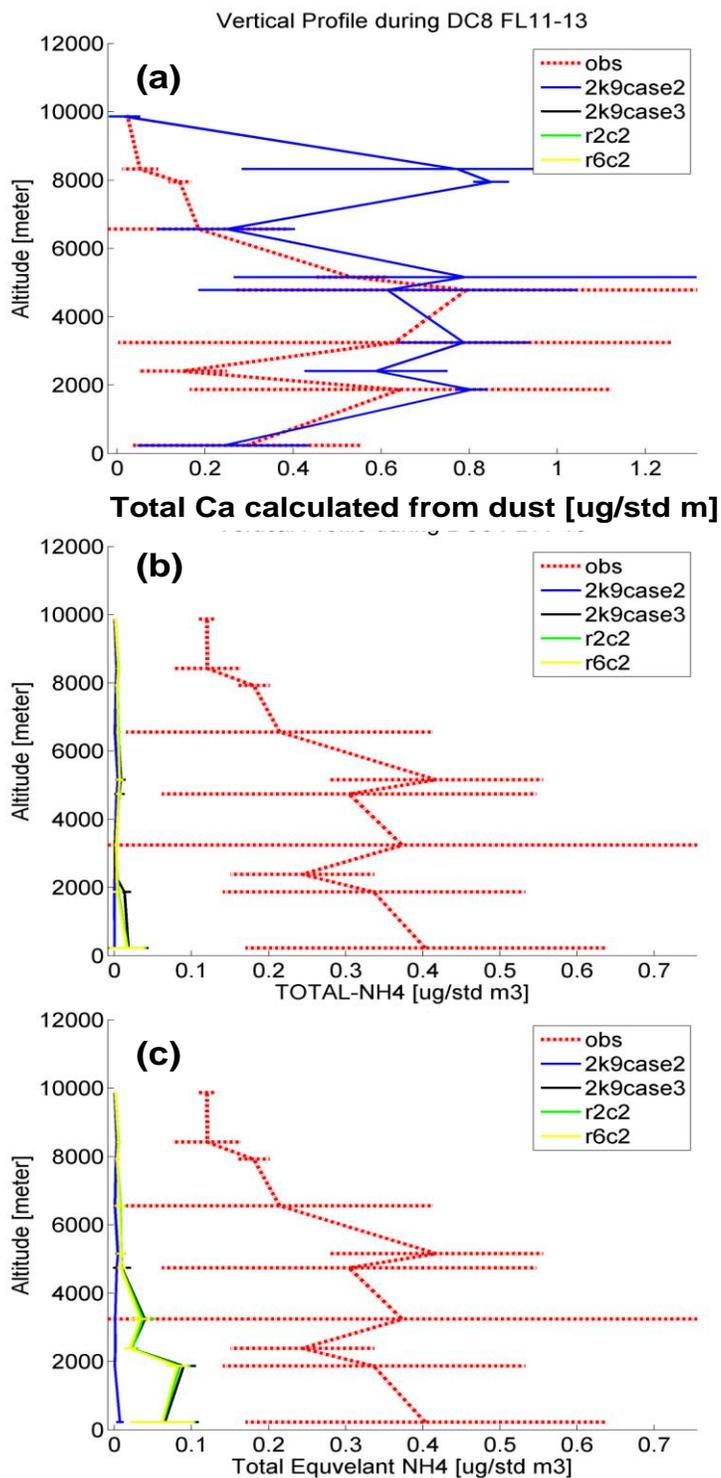 Vertical Profile during DC8 FL11-13
12000
10000
8000
6000
4000
2000
0
Altitude [meter]
(a)
obs
2k9case2
2k9case3
r2c2
r6c2
0 0.2 0.4 0.6 0.8 1 1.2
Total Ca calculated from dust [ug/std m]
12000
10000
8000
6000
4000
2000
0
Altitude [meter]
(b)
obs
2k9case2
2k9case3
r2c2
r6c2
0 0.1 0.2 0.3 0.4 0.5 0.6 0.7
TOTAL-NH4 [ug/std m3]
12000
10000
8000
6000
4000
2000
0
Altitude [meter]
(c)
obs
2k9case2
2k9case3
r2c2
r6c2
0 0.1 0.2 0.3 0.4 0.5 0.6 0.7
Total Equvelant NH4 [ug/std m3]